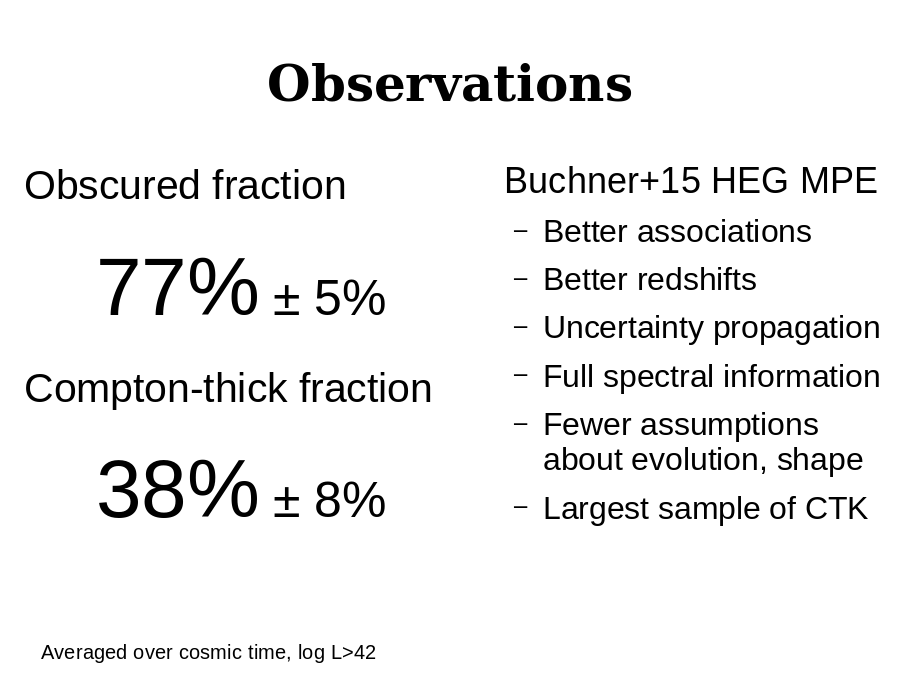 Observations
Obscured fraction
77% ± 5%
Compton-thick fraction
38% ± 8%
Buchner+15 HEG MPE
– Better associations
– Better redshifts
– Uncertainty propagation
– Full spectral information
– Fewer assumptions
about evolution, shape
– Largest sample of CTK
Averaged over cosmic time, log L>42